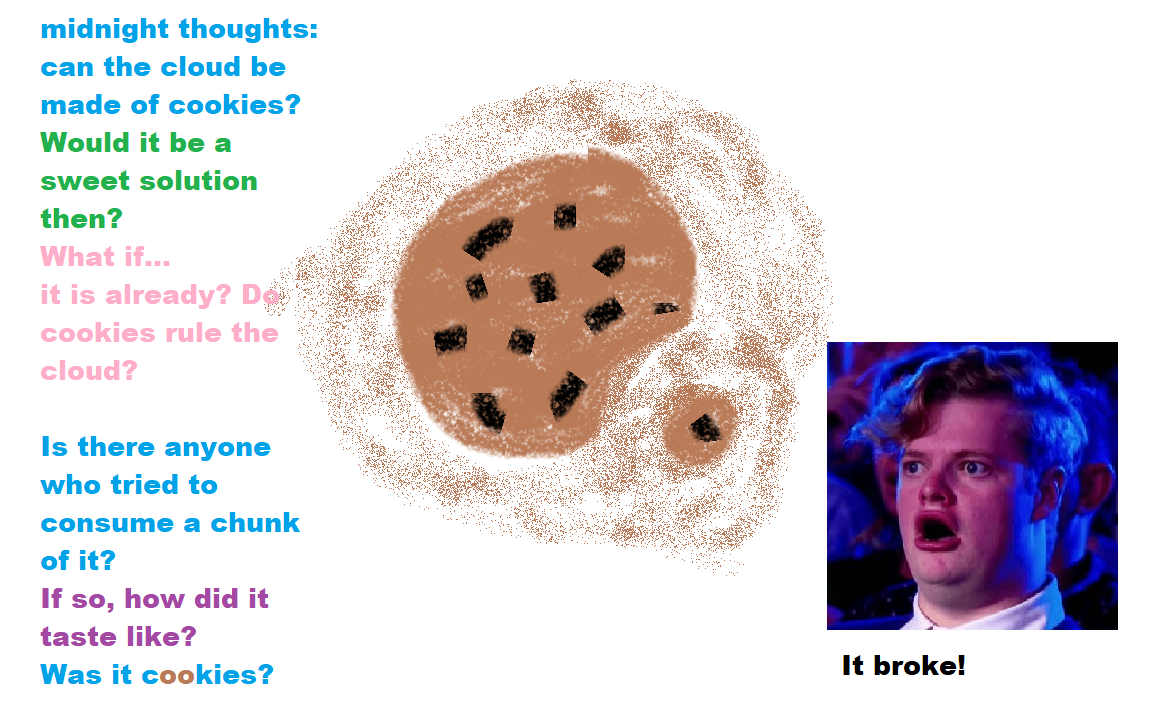 midnight thoughts:
can the cloud be
made of cookies?
Would it be a
sweet solution
then?
What if...
it is already? Do
cookies rule the
cloud?
Is there anyone
who tried to
consume a chunk
of it?
If so, how did it
taste like?
Was it cookies?
It broke!